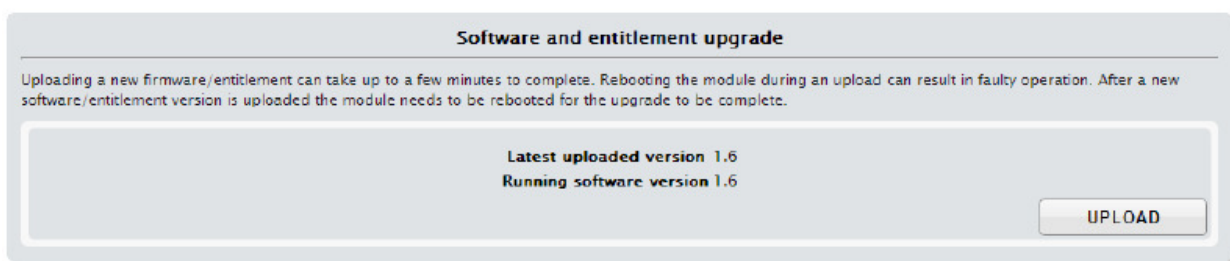 Software and entitlement upgrade
Uploading a new firmware/entitlement can take up to a few minutes to complete. Rebooting the module during an upload can result in faulty operation. After a new
software/entitlement version is uploaded the module needs to be rebooted for the upgrade to be complete.
Latest uploaded version 1.6
Running software version 1.6
UPLOAD